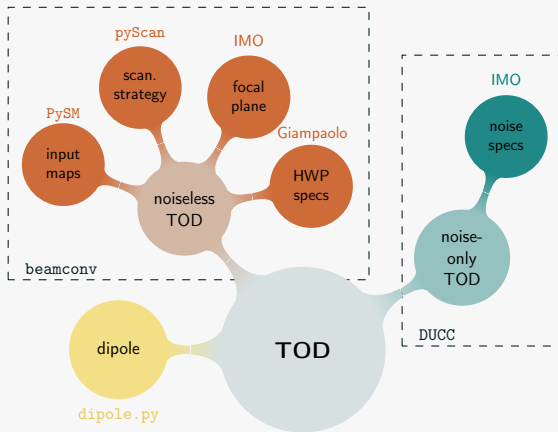 pyScan
IMO
scan.
strategy
focal
plane
PySM
input
maps
Giampaolo
HWP
specs
noiseless
TOD
beamconv
IMO
noise
specs
noise-
only
TOD
DUCC
dipole
dipole.py
TOD